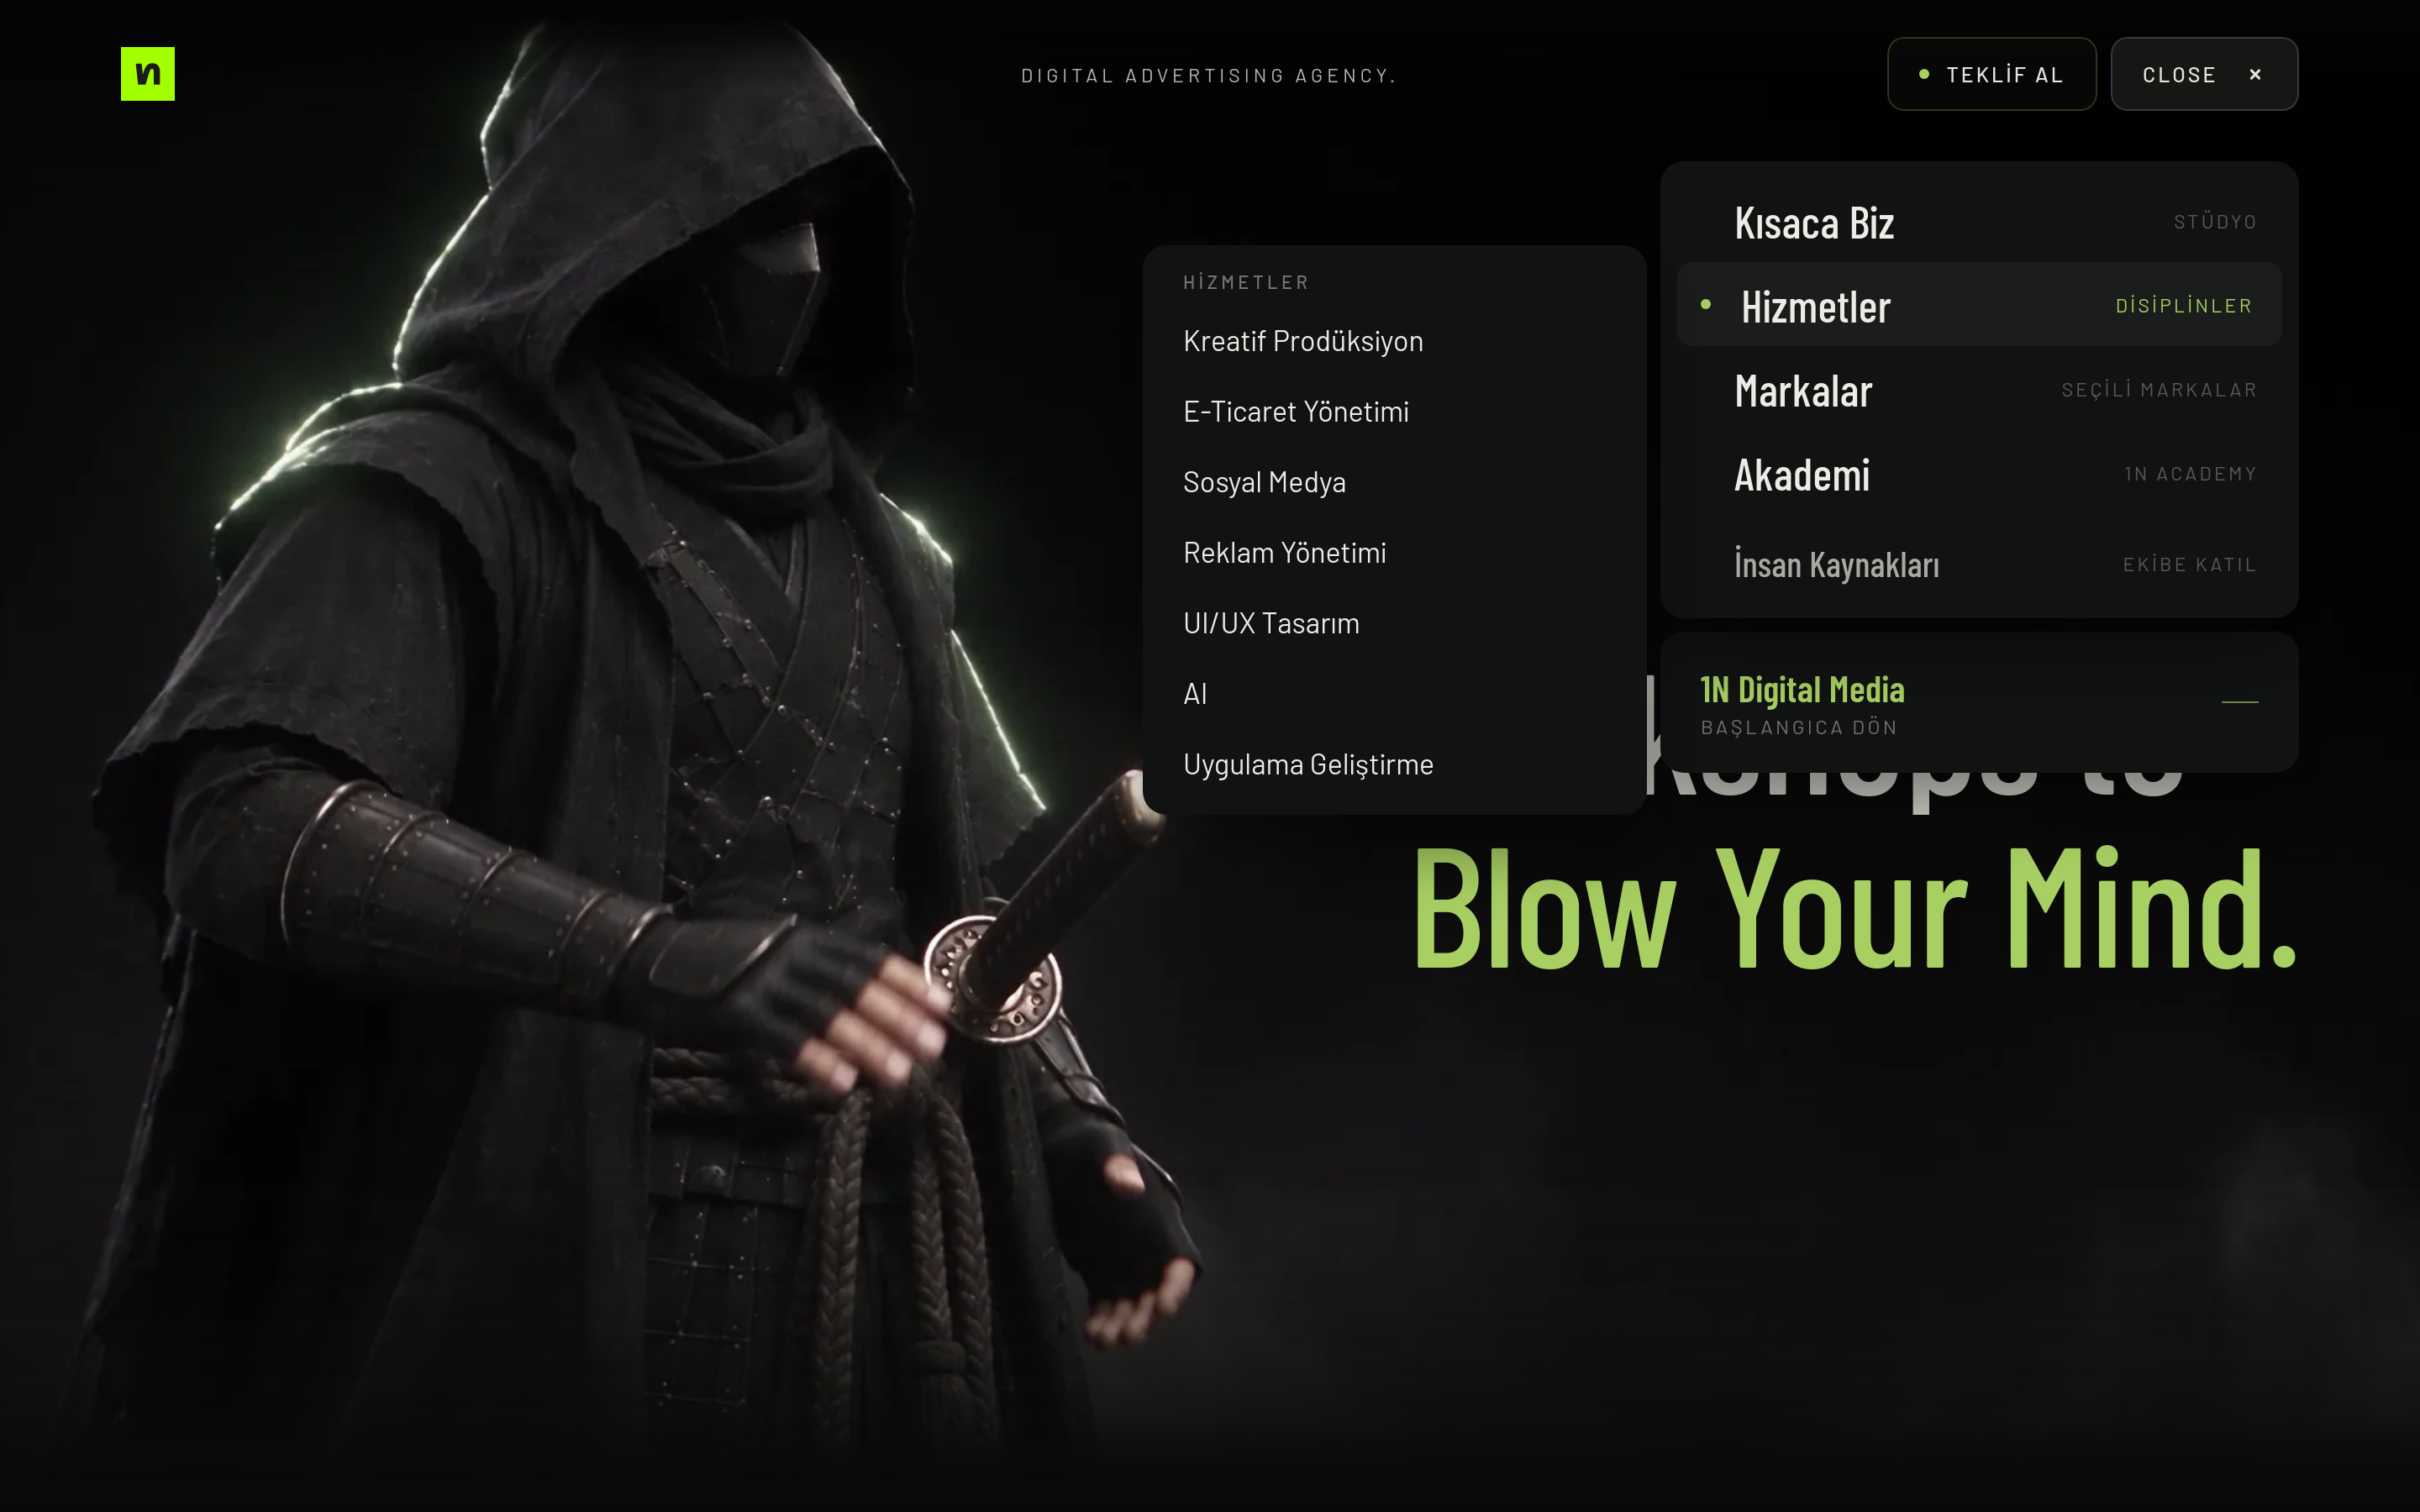 n
DIGITAL ADVERTISING AGENCY.
TEKLİF AL
CLOSE ×
Kısaca Biz STÜDYO
Hizmetler DİSİPLİNLER
Markalar SEÇİLİ MARKALAR
Akademi 1N ACADEMY
İnsan Kaynakları EKİBE KATIL
HİZMETLER
Kreatif Prodüksiyon
E-Ticaret Yönetimi
Sosyal Medya
Reklam Yönetimi
UI/UX Tasarım
AI
Uygulama Geliştirme
1N Digital Media
BAŞLANGICA DÖN
to
Blow Your Mind.